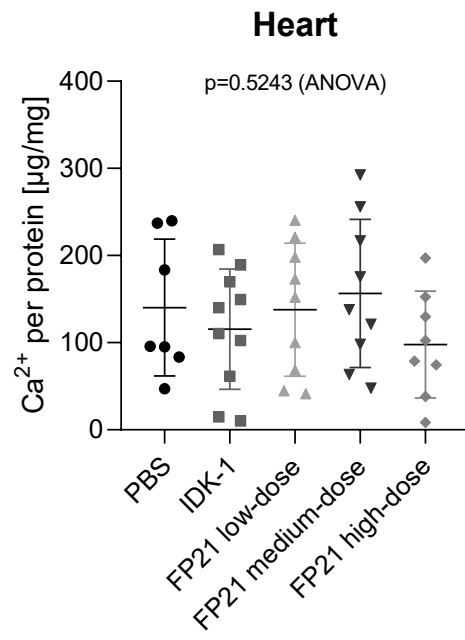 Heart
p=0.5243 (ANOVA)
Ca²⁺ per protein [µg/mg]
400
300
200
100
0
PBS
IDK-1
FP21 low-dose
FP21 medium-dose
FP21 high-dose